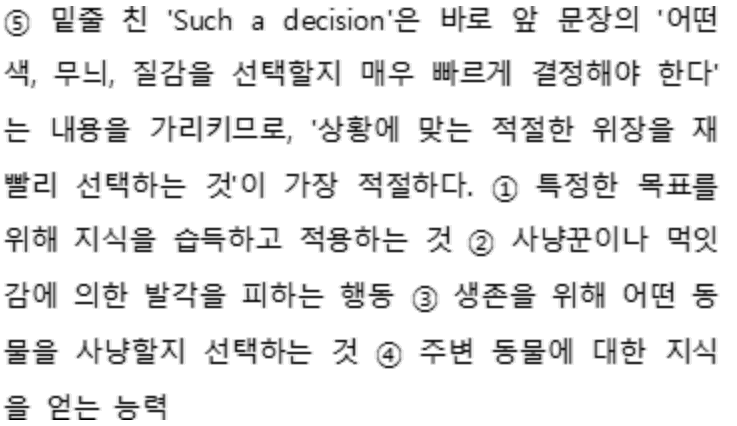 ⑤ 밑줄 친 'Such a decision'은 바로 앞 문장의 '어떤
색, 무늬, 질감을 선택할지 매우 빠르게 결정해야 한다'
는 내용을 가리키므로, '상황에 맞는 적절한 위장을 재
빨리 선택하는 것'이 가장 적절하다. ① 특정한 목표를
위해 지식을 습득하고 적용하는 것 ② 사냥꾼이나 먹잇
감에 의한 발각을 피하는 행동 ③ 생존을 위해 어떤 동
물을 사냥할지 선택하는 것 ④ 주변 동물에 대한 지식
을 얻는 능력